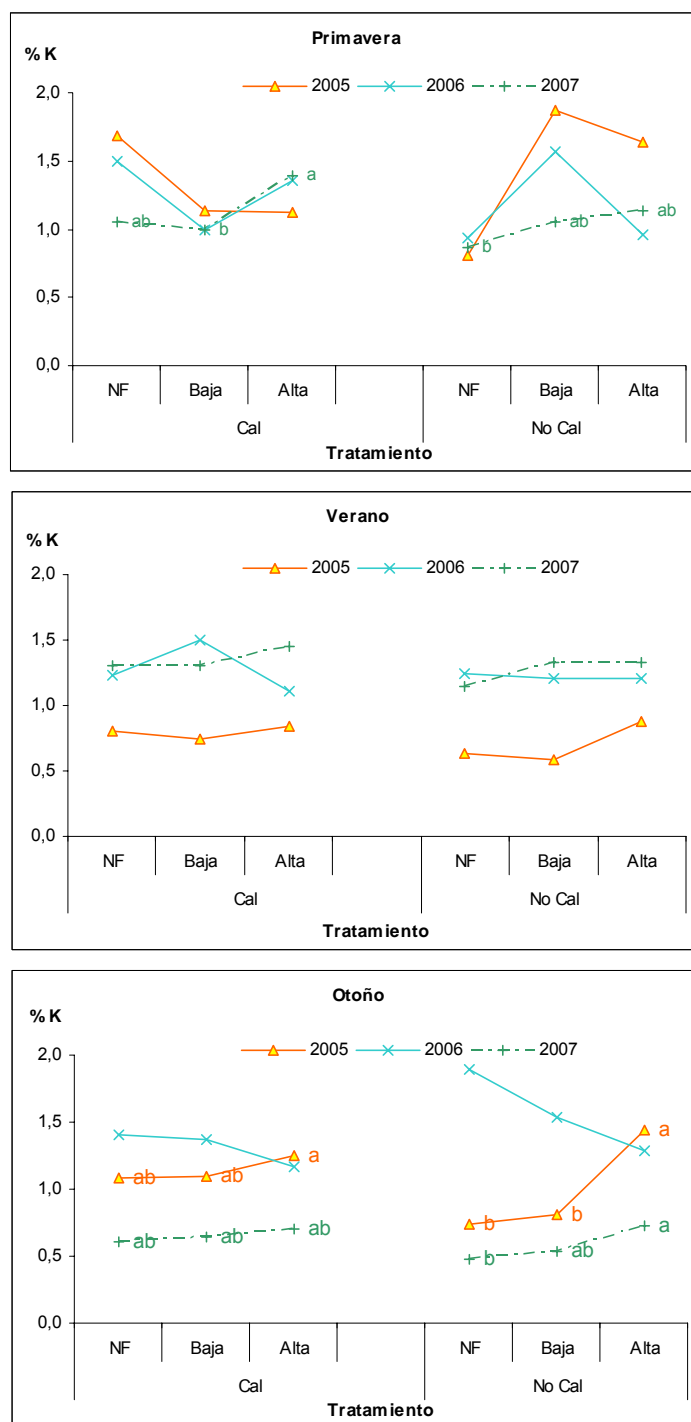 Primavera
% K
2005 2006 2007
2,0
1,5
1,0
0,5
0,0
ab b a b ab ab
NF Baja Alta NF Baja Alta
Cal No Cal
Tratamiento
Verano
% K
2005 2006 2007
2,0
1,5
1,0
0,5
0,0
NF Baja Alta NF Baja Alta
Cal No Cal
Tratamiento
Otoño
% K
2005 2006 2007
2,0
1,5
1,0
0,5
0,0
ab ab a b b a
ab ab ab b ab a
NF Baja Alta NF Baja Alta
Cal No Cal
Tratamiento